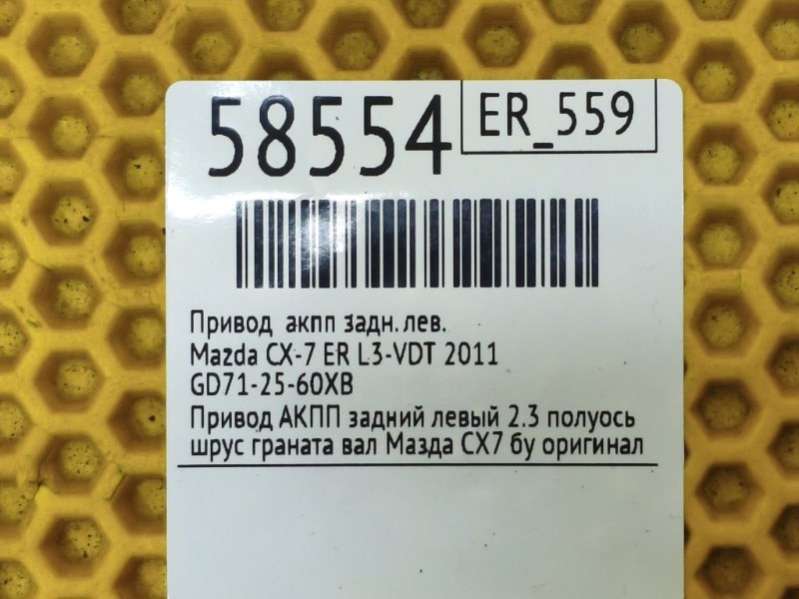 58554
ER_559
Привод акпп задн. лев.
Mazda CX-7 ER L3-VDT 2011
GD71-25-60XB
Привод АКПП задний левый 2.3 полуось
шрус граната вал Мазда СХ7 бу оригинал